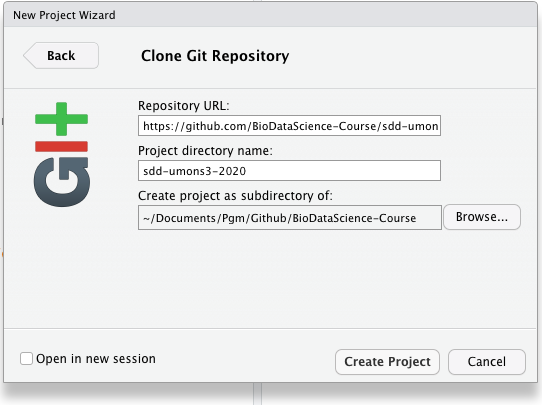 New Project Wizard
Back
Clone Git Repository
git
Repository URL:
https://github.com/BioDataScience-Course/sdd-umon
Project directory name:
sdd-umons3-2020
Create project as subdirectory of:
~/Documents/Pgm/Github/BioDataScience-Course
Browse...
Open in new session
Create Project
Cancel